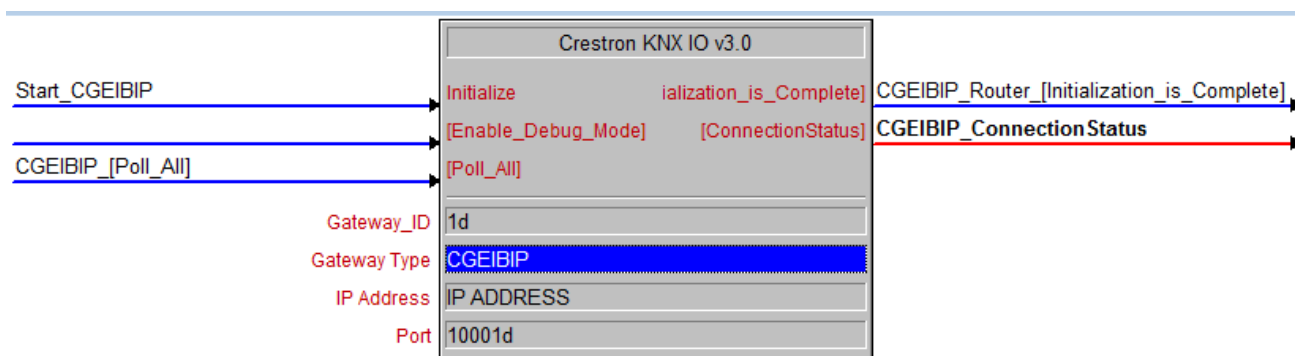 Crestron KNX IO v3.0
Start_CGEIBIP Initialize ialization_is_Complete] CGEIBIP_Router_[Initialization_is_Complete]
[Enable_Debug_Mode] [ConnectionStatus] CGEIBIP_ConnectionStatus
CGEIBIP_[Poll_All] [Poll_All]
Gateway_ID 1d
Gateway Type CGEIBIP
IP Address IP ADDRESS
Port 10001d